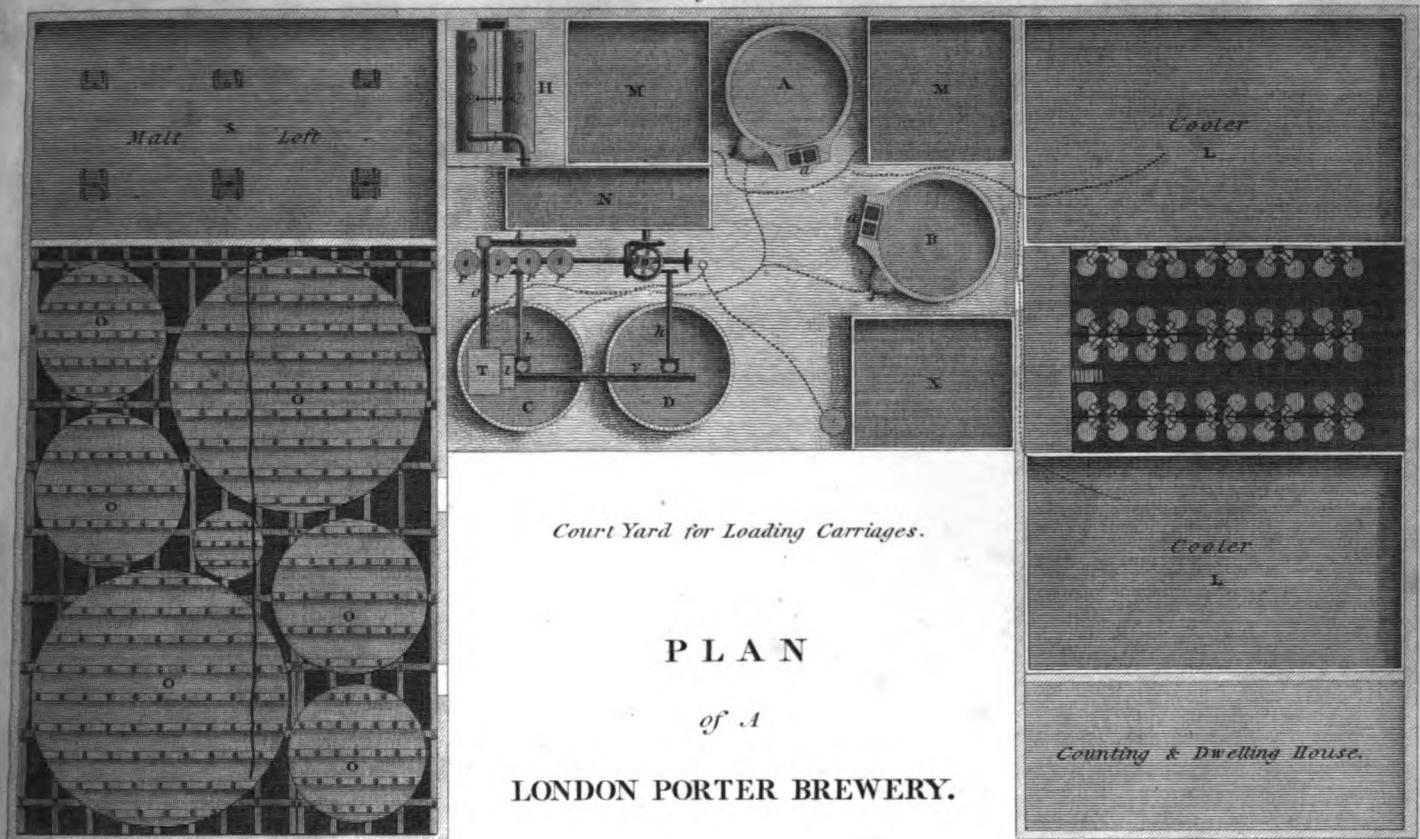 H
M
A
M
a
Malt S Loft
Cooler
L
N
a
B
O
O
h
h
T
t
C
D
X
O
Court Yard for Loading Carriages.
Cooler
L
O
PLAN
O
of A
O
Counting & Dwelling House.
LONDON PORTER BREWERY.